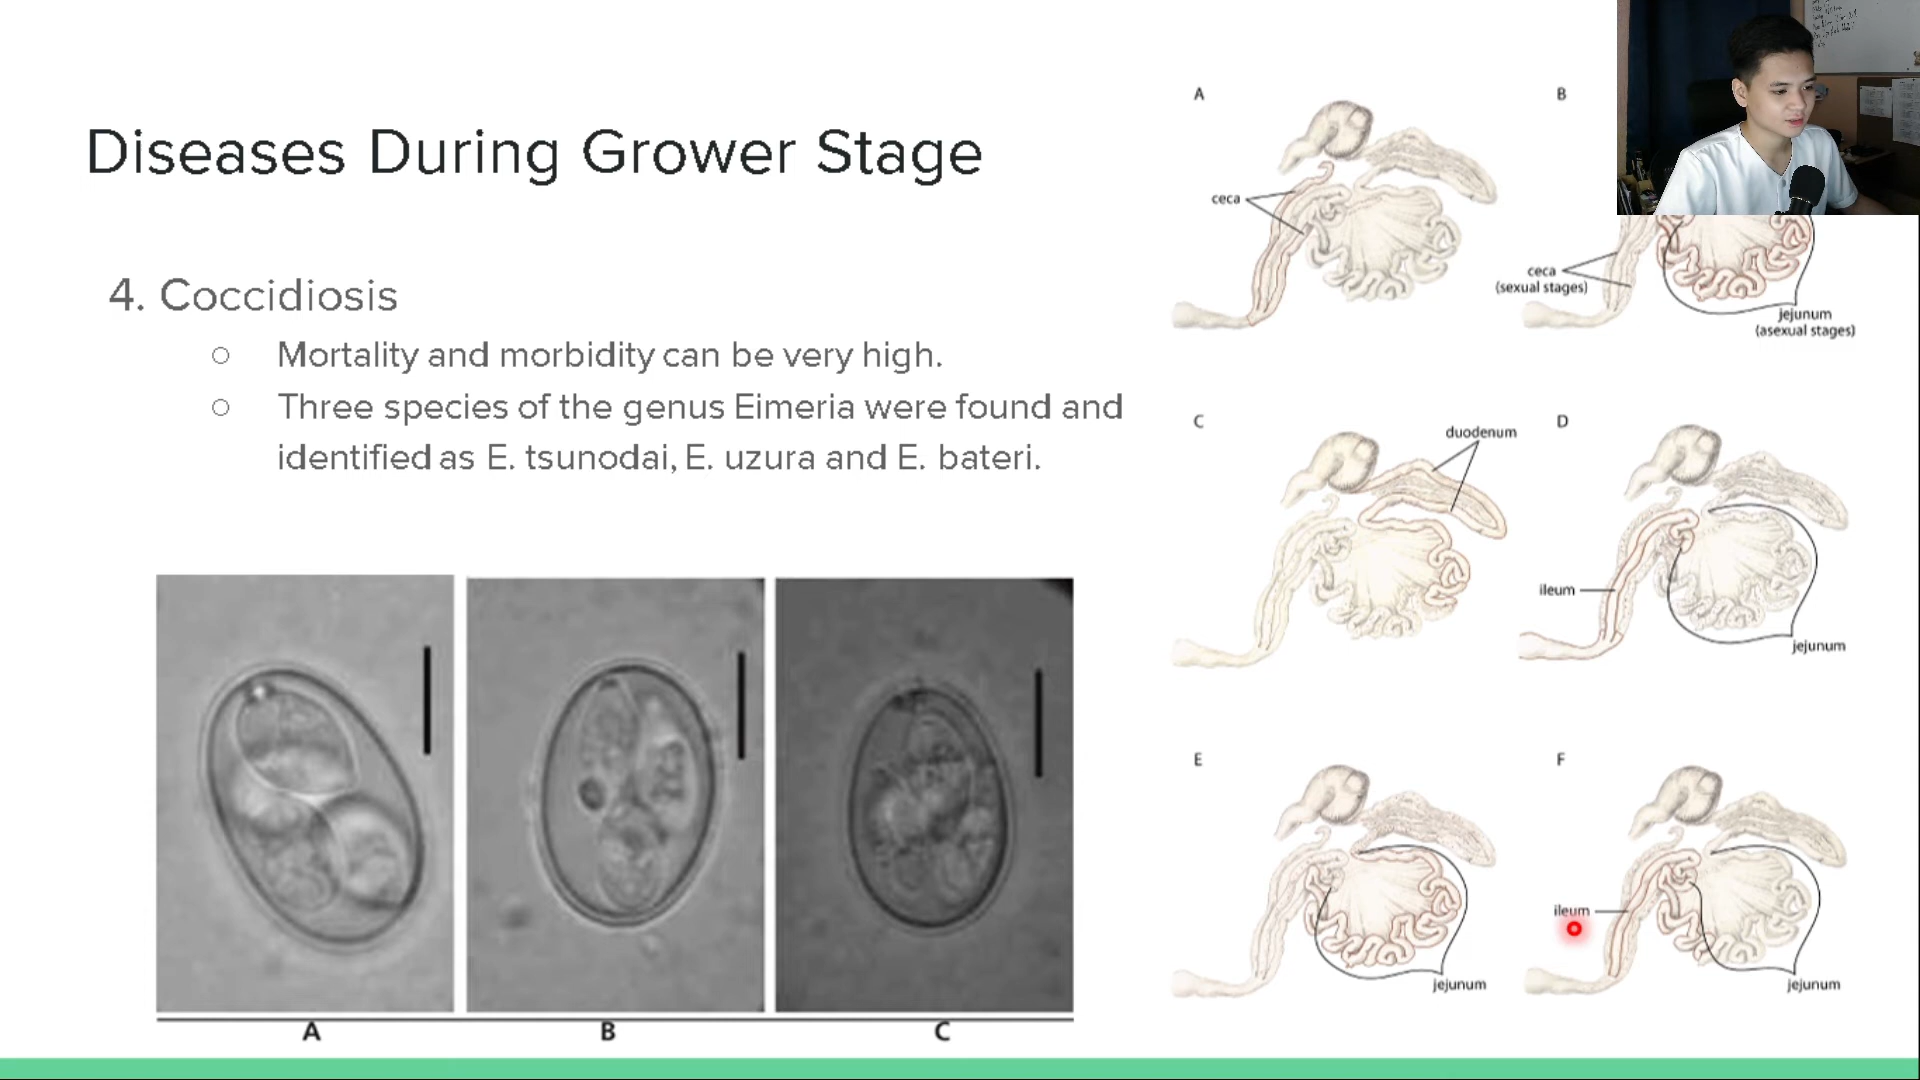 Diseases During Grower Stage
4. Coccidiosis
○ Mortality and morbidity can be very high.
○ Three species of the genus Eimeria were found and
identified as E. tsunodai, E. uzura and E. bateri.
A
B
C
A
ceca
B
ceca
(sexual stages)
jejunum
(asexual stages)
C
duodenum
D
ileum
jejunum
E
jejunum
F
ileum
jejunum